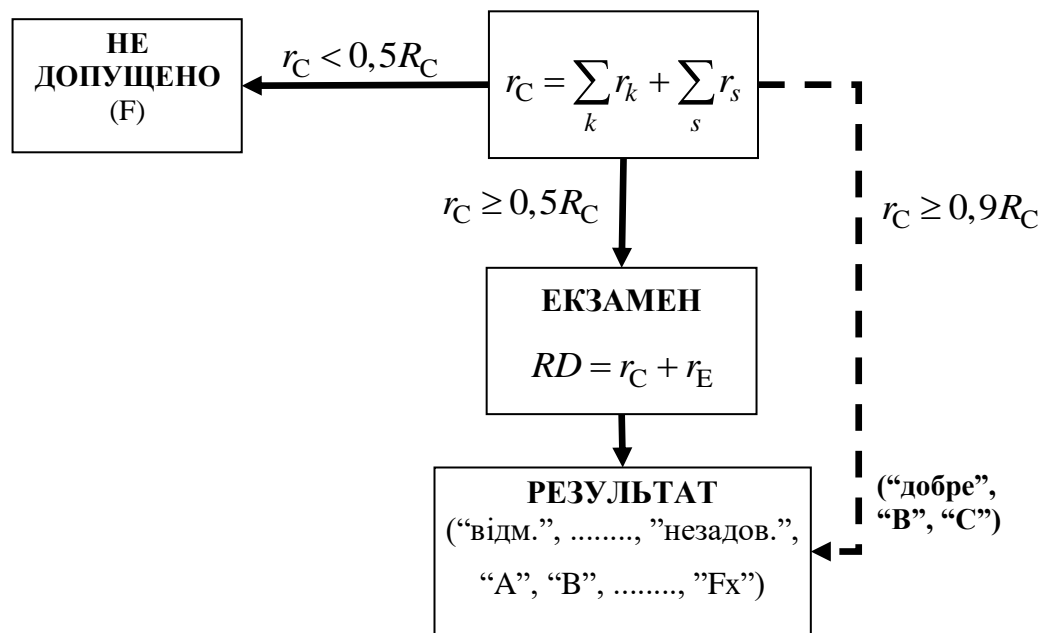 НЕ
ДОПУЩЕНО
(F)
r_C < 0,5R_C
r_C = ∑_k r_k + ∑_s r_s
r_C ≥ 0,5R_C
r_C ≥ 0,9R_C
ЕКЗАМЕН
RD = r_C + r_E
(“добре”,
“B”, “C”)
РЕЗУЛЬТАТ
(“відм.”, ........, ”незадов.”,
“A”, “B”, ........, ”Fx”)